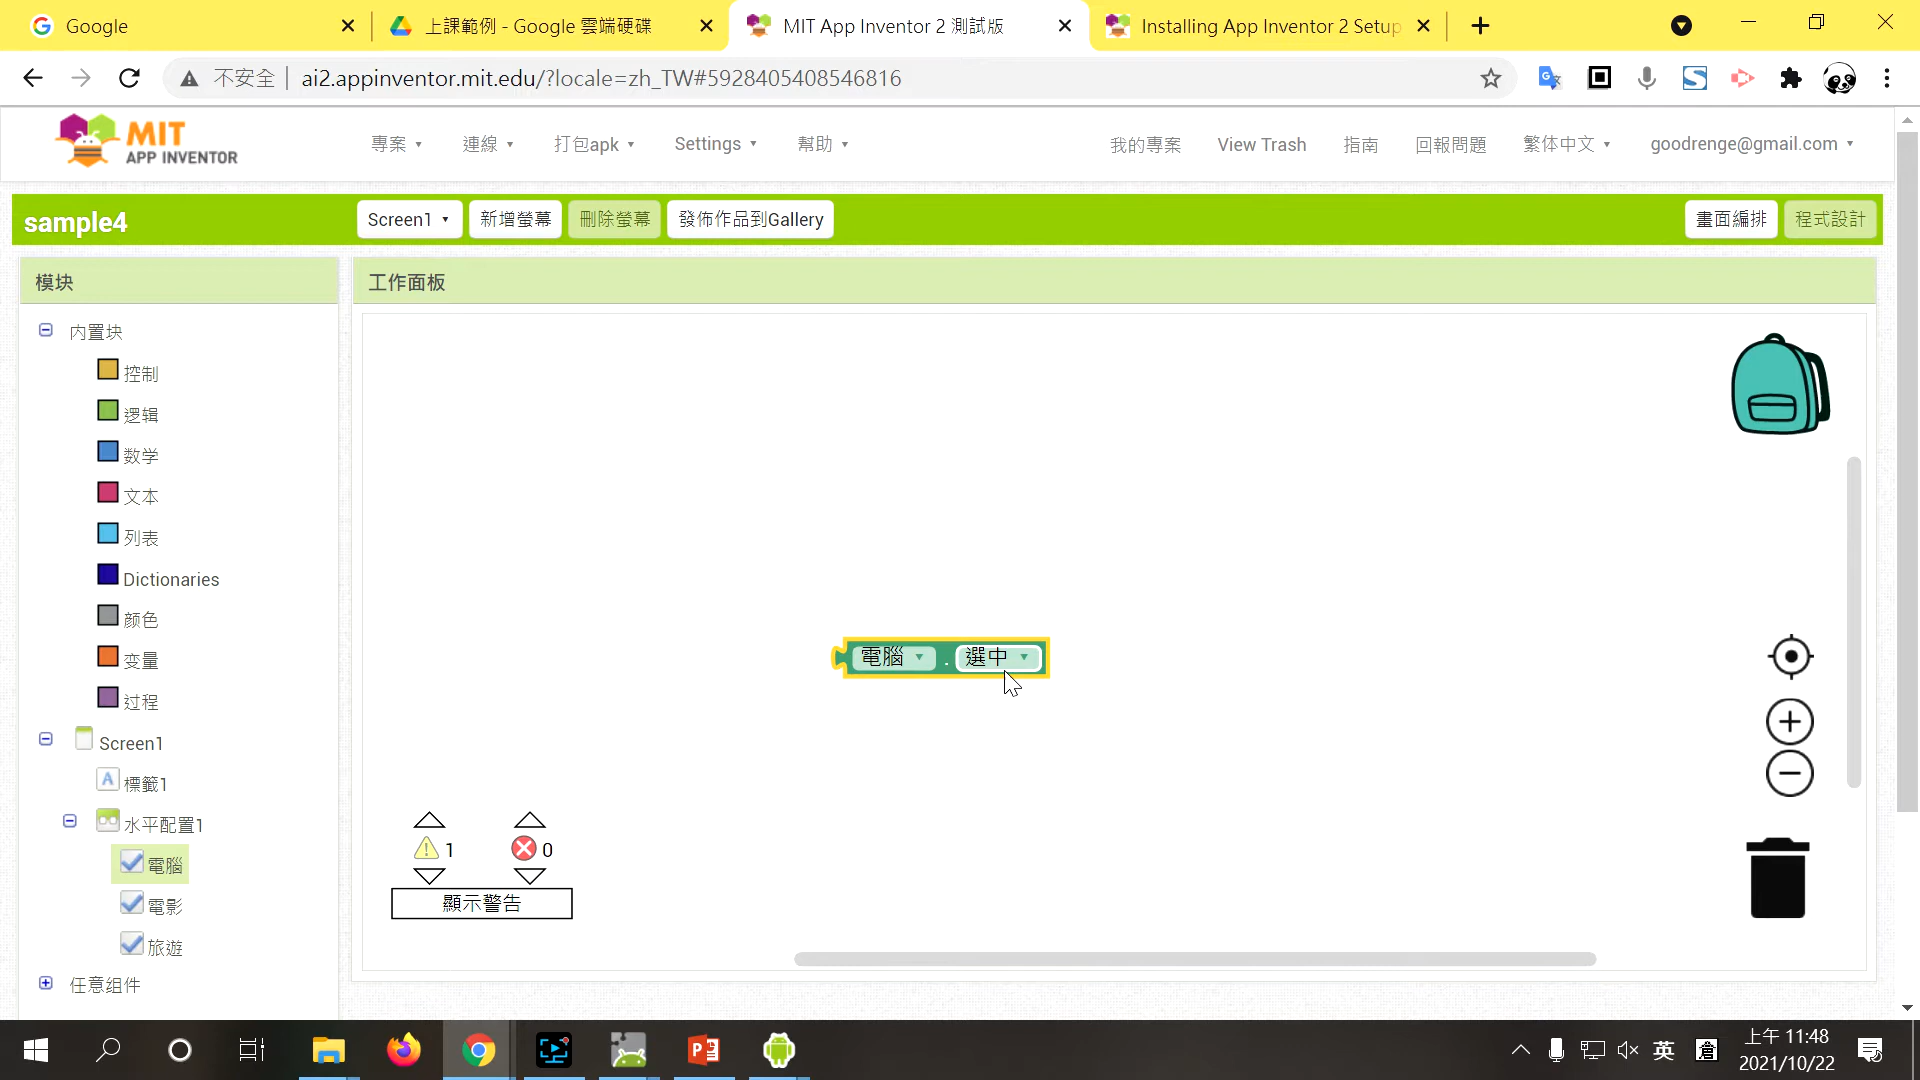 Google
上課範例 - Google 雲端硬碟
MIT App Inventor 2 測試版
Installing App Inventor 2 Setup
不安全
ai2.appinventor.mit.edu/?locale=zh_TW#5928405408546816
MIT
APP INVENTOR
專案
連線
打包apk
Settings
幫助
我的專案
View Trash
指南
回報問題
繁体中文
goodrenge@gmail.com
sample4
Screen1
新增螢幕
刪除螢幕
發佈作品到Gallery
畫面編排
程式設計
模块
工作面板
内置块
控制
逻辑
数学
文本
列表
Dictionaries
颜色
变量
过程
Screen1
A 標籤1
水平配置1
電腦
電影
旅遊
任意组件
電腦 . 選中
1
0
顯示警告
英
倉
上午 11:48
2021/10/22